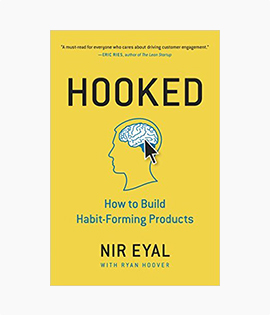 "A must-read for everyone who cares about driving customer engagement."
—ERIC RIES, author of The Lean Startup
HOOKED
How to Build
Habit-Forming Products
NIR EYAL
WITH RYAN HOOVER